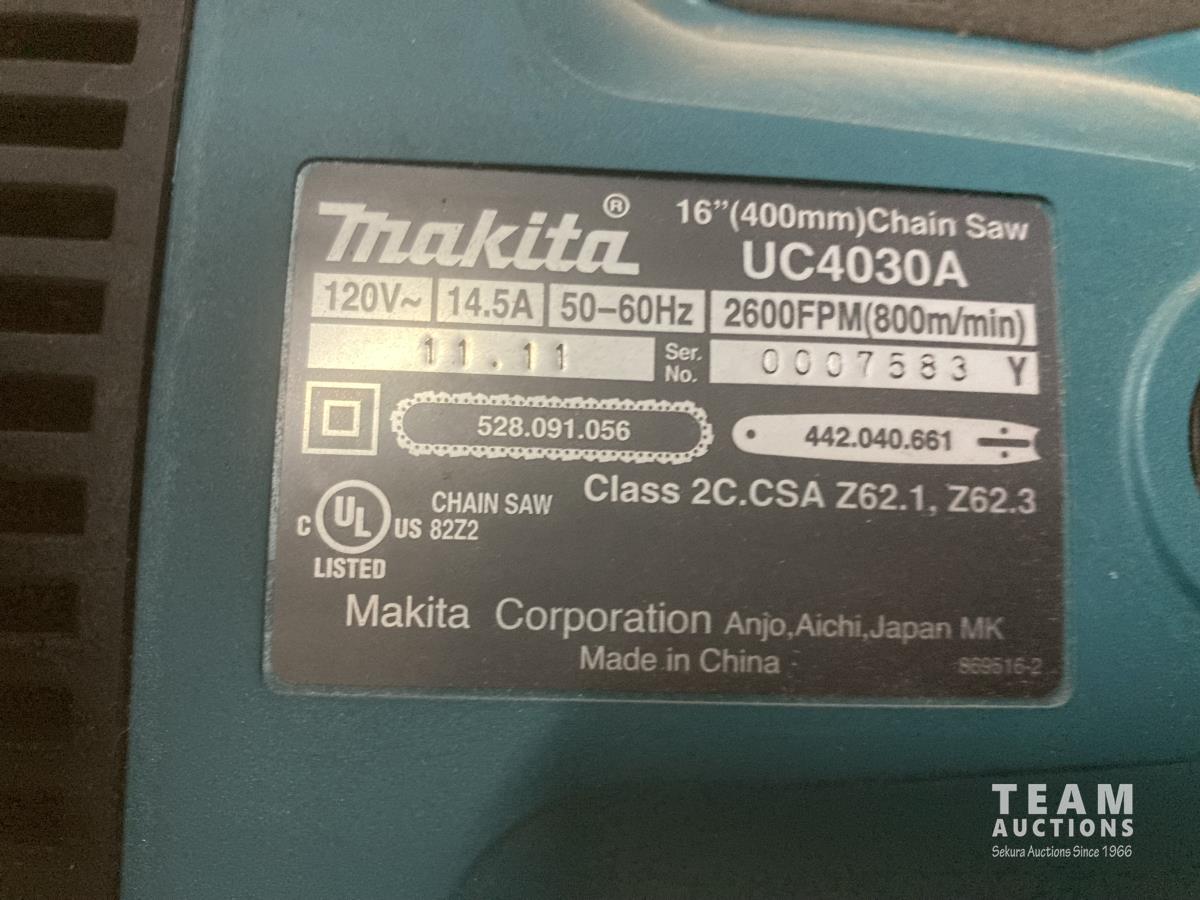 makita®
16”(400mm)Chain Saw
UC4030A
120V~ 14.5A 50–60Hz 2600FPM(800m/min)
11.11 Ser. No. 0007583 Y
528.091.056 442.040.661
Class 2C.CSA Z62.1, Z62.3
C UL US LISTED
CHAIN SAW
82Z2
Makita Corporation Anjo,Aichi,Japan MK
Made in China 869516-2
TEAM
AUCTIONS
Sekura Auctions Since 1966